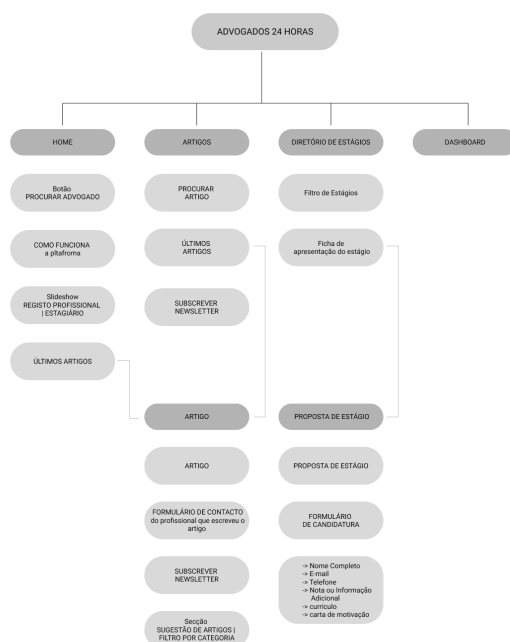 ADVOGADOS 24 HORAS
HOME
ARTIGOS
DIRETÓRIO DE ESTÁGIOS
DASHBOARD
Botão
PROCURAR ADVOGADO
PROCURAR
ARTIGO
Filtro de Estágios
COMO FUNCIONA
a pltafroma
ÚLTIMOS
ARTIGOS
Ficha de
apresentação do estágio
Slideshow
REGISTO PROFISSIONAL
| ESTAGIÁRIO
SUBSCREVER
NEWSLETTER
ÚLTIMOS ARTIGOS
ARTIGO
PROPOSTA DE ESTÁGIO
ARTIGO
PROPOSTA DE ESTÁGIO
FORMULÁRIO DE CONTACTO
do profissional que escreveu o
artigo
FORMULÁRIO
DE CANDIDATURA
SUBSCREVER
NEWSLETTER
-> Nome Completo
-> E-mail
-> Telefone
-> Nota ou Informação
Adicional
-> curriculo
-> carta de motivação
Secção
SUGESTÃO DE ARTIGOS |
FILTRO POR CATEGORIA